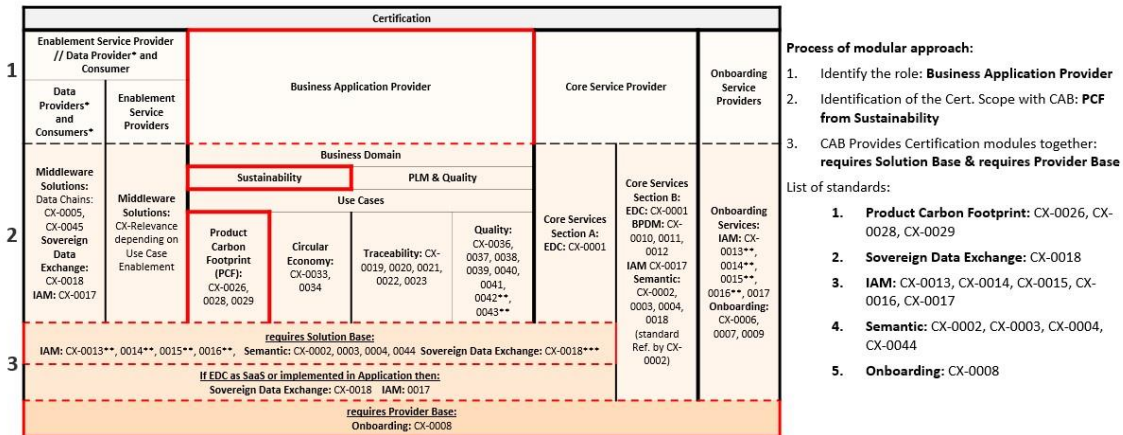 Certification
Enablement Service Provider
// Data Provider* and
Consumer
Data
Providers*
and
Consumers*
Enablement
Service
Providers
Business Application Provider
Core Service Provider
Onboarding
Service
Providers
1
2
3
Middleware
Solutions:
Data Chains:
CX-0005,
CX-0045
Sovereign
Data
Exchange:
CX-0018
IAM: CX-0017
Middleware
Solutions:
CX-Relevance
depending on
Use Case
Enablement
Business Domain
Sustainability
PLM & Quality
Use Cases
Product
Carbon
Footprint
(PCF):
CX-0026,
0028, 0029
Circular
Economy:
CX-0033,
0034
Traceability: CX-
0019, 0020, 0021,
0022, 0023
Quality:
CX-0036,
0037, 0038,
0039, 0040,
0041,
0042**,
0043**
Core Services
Section A:
EDC: CX-0001
Core Services
Section B:
EDC: CX-0001
BPDM: CX-
0010, 0011,
0012
IAM CX-0017
Semantic:
CX-0002,
0003, 0004,
0018
(standard
Ref. by CX-
0002)
Onboarding
Services:
IAM: CX-
0013**,
0014**,
0015**,
0016**, 0017
Onboarding:
CX-0006,
0007, 0009
requires Solution Base:
IAM: CX-0013**, 0014**, 0015**, 0016**, Semantic: CX-0002, 0003, 0004, 0044 Sovereign Data Exchange: CX-0018***
If EDC as SaaS or implemented in Application then:
Sovereign Data Exchange: CX-0018 IAM: 0017
requires Provider Base:
Onboarding: CX-0008
Process of modular approach:
1. Identify the role: Business Application Provider
2. Identification of the Cert. Scope with CAB: PCF
from Sustainability
3. CAB Provides Certification modules together:
requires Solution Base & requires Provider Base
List of standards:
1. Product Carbon Footprint: CX-0026, CX-
0028, CX-0029
2. Sovereign Data Exchange: CX-0018
3. IAM: CX-0013, CX-0014, CX-0015, CX-
0016, CX-0017
4. Semantic: CX-0002, CX-0003, CX-0004,
CX-0044
5. Onboarding: CX-0008